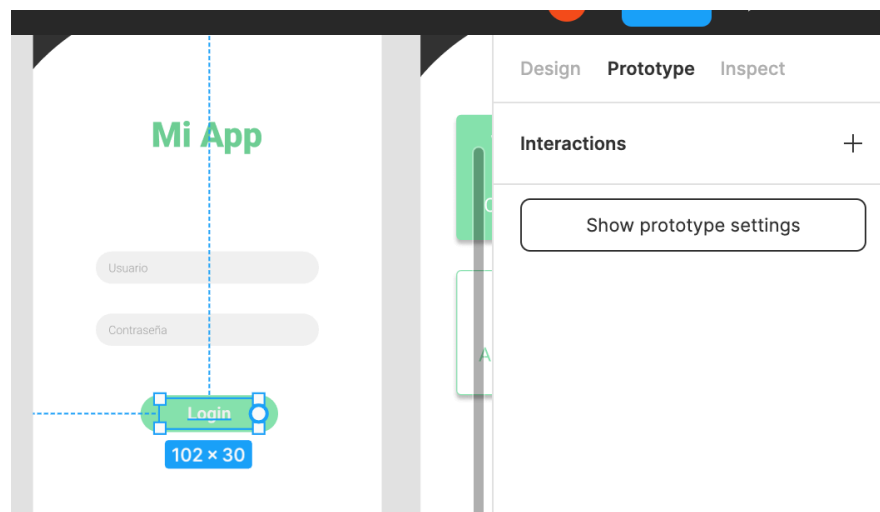 Design Prototype Inspect
Mi App
Interactions
Show prototype settings
Usuario
Contraseña
A
Login
102 × 30